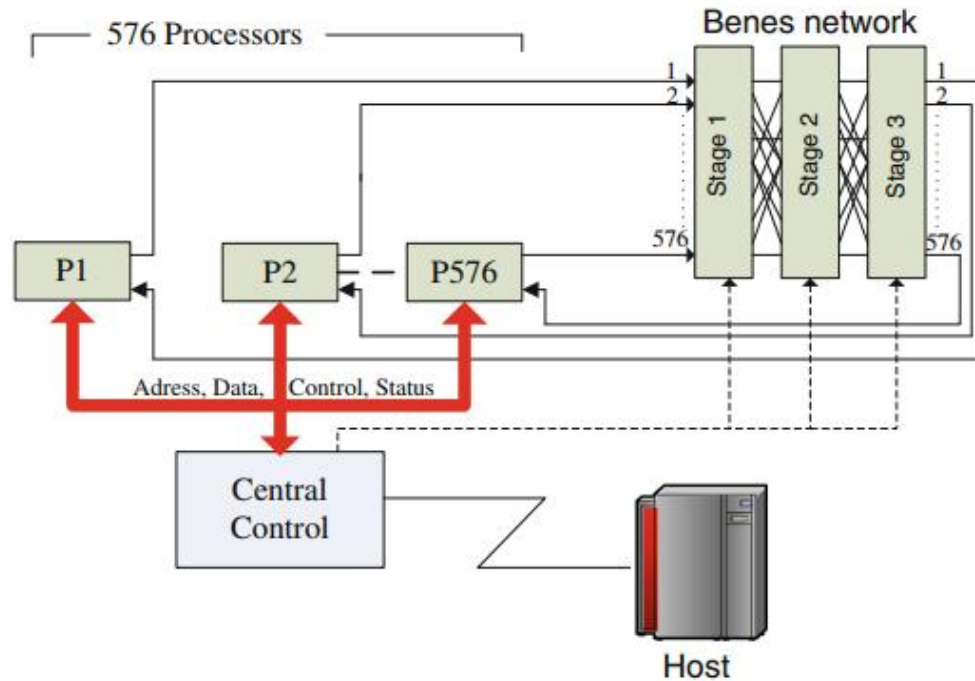 576 Processors
Benes network
1
2
576
Stage 1
Stage 2
Stage 3
1
2
576
P1
P2
P576
Adress, Data, Control, Status
Central
Control
Host